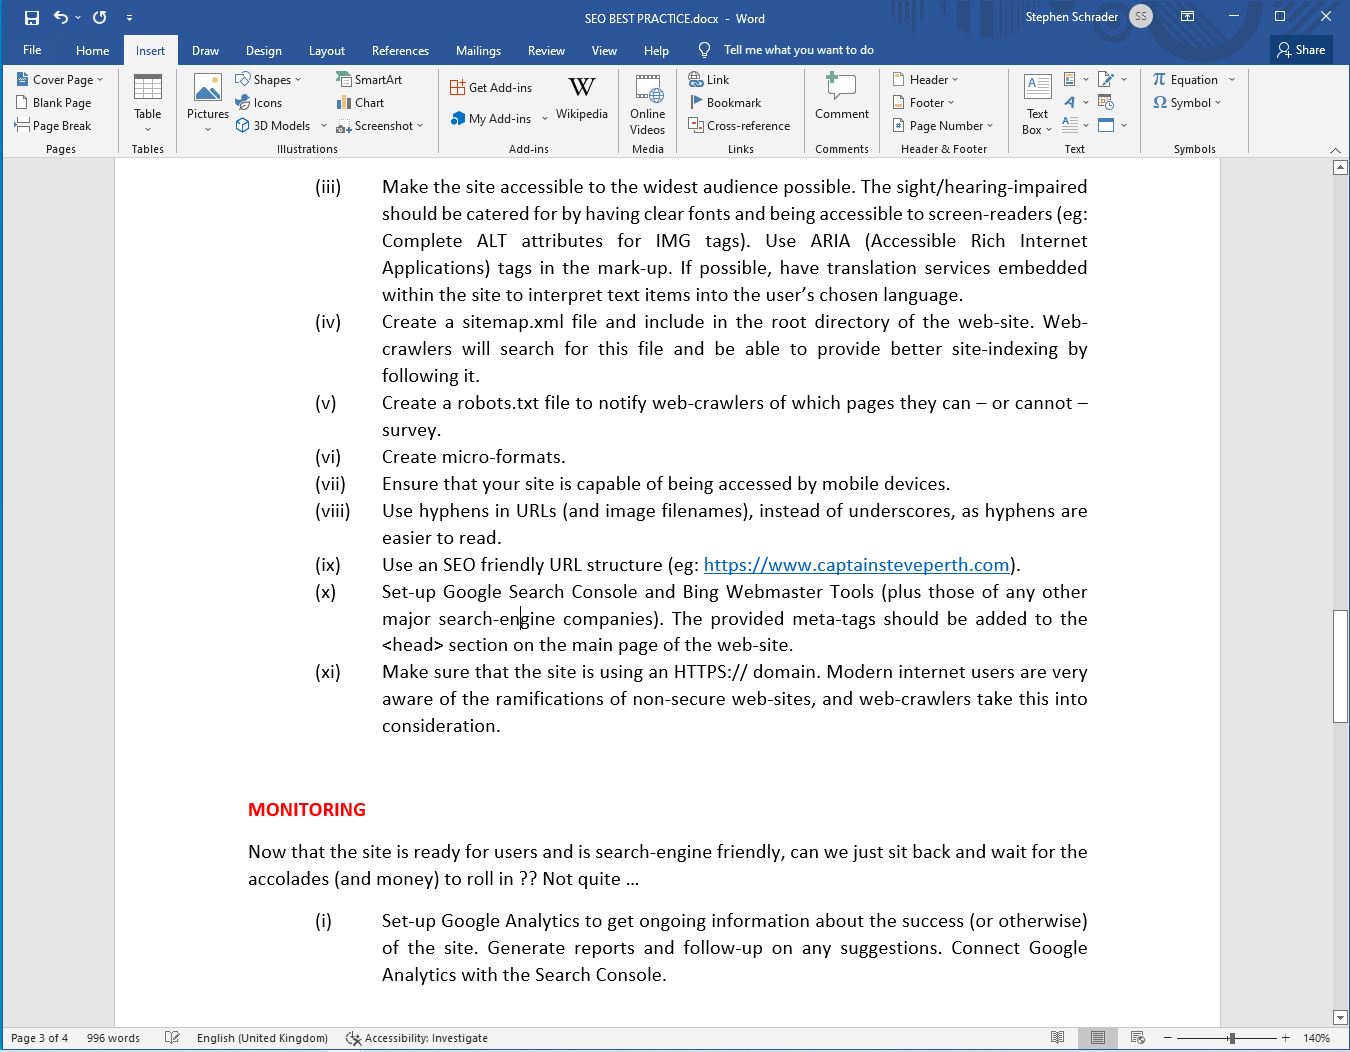 SEO BEST PRACTICE.docx - Word
Stephen Schrader
SS
File Home Insert Draw Design Layout References Mailings Review View Help Tell me what you want to do
Share
Cover Page
Blank Page
Page Break
Pages
Table
Tables
Pictures
Shapes
Icons
3D Models
SmartArt
Chart
Screenshot
Illustrations
Get Add-ins
My Add-ins
W
Wikipedia
Add-ins
Online
Videos
Media
Link
Bookmark
Cross-reference
Links
Comment
Comments
Header
Footer
Page Number
Header & Footer
Text
Box
Text
Equation
Symbol
Symbols
(iii) Make the site accessible to the widest audience possible. The sight/hearing-impaired
should be catered for by having clear fonts and being accessible to screen-readers (eg:
Complete ALT attributes for IMG tags). Use ARIA (Accessible Rich Internet
Applications) tags in the mark-up. If possible, have translation services embedded
within the site to interpret text items into the user’s chosen language.
(iv) Create a sitemap.xml file and include in the root directory of the web-site. Web-
crawlers will search for this file and be able to provide better site-indexing by
following it.
(v) Create a robots.txt file to notify web-crawlers of which pages they can – or cannot –
survey.
(vi) Create micro-formats.
(vii) Ensure that your site is capable of being accessed by mobile devices.
(viii) Use hyphens in URLs (and image filenames), instead of underscores, as hyphens are
easier to read.
(ix) Use an SEO friendly URL structure (eg: https://www.captainsteveperth.com).
(x) Set-up Google Search Console and Bing Webmaster Tools (plus those of any other
major search-engine companies). The provided meta-tags should be added to the
<head> section on the main page of the web-site.
(xi) Make sure that the site is using an HTTPS:// domain. Modern internet users are very
aware of the ramifications of non-secure web-sites, and web-crawlers take this into
consideration.
MONITORING
Now that the site is ready for users and is search-engine friendly, can we just sit back and wait for the
accolades (and money) to roll in ?? Not quite …
(i) Set-up Google Analytics to get ongoing information about the success (or otherwise)
of the site. Generate reports and follow-up on any suggestions. Connect Google
Analytics with the Search Console.
Page 3 of 4 996 words English (United Kingdom) Accessibility: Investigate 140%